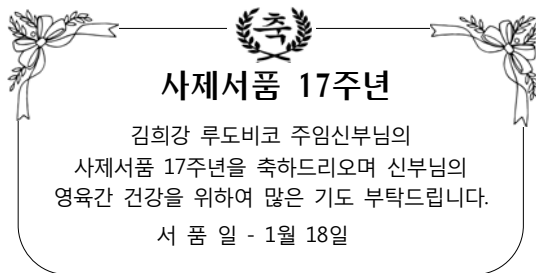 축
사제서품 17주년
김희강 루도비코 주임신부님의
사제서품 17주년을 축하드리오며 신부님의
영육간 건강을 위하여 많은 기도 부탁드립니다.
서 품 일 - 1월 18일